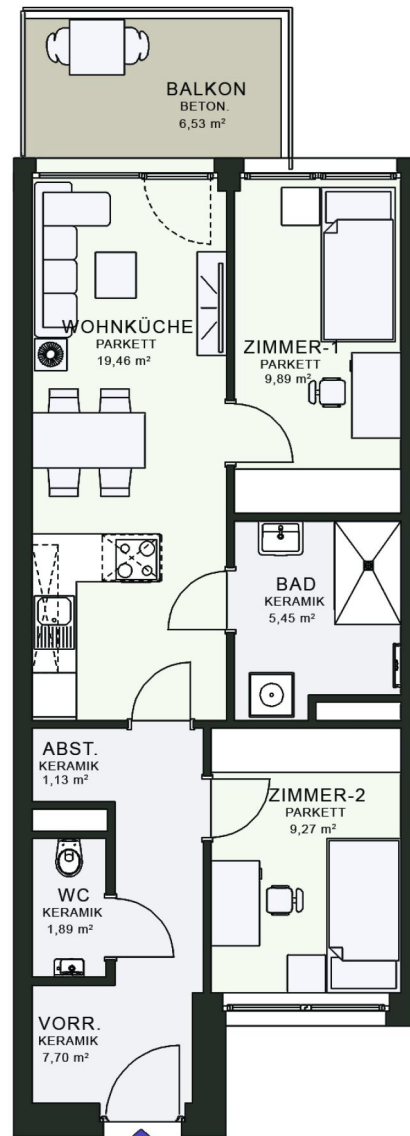 BALKON
BETON.
6,53 m²
WOHNKÜCHE
PARKETT
19,46 m²
ZIMMER-1
PARKETT
9,89 m²
BAD
KERAMIK
5,45 m²
ABST.
KERAMIK
1,13 m²
ZIMMER-2
PARKETT
9,27 m²
WC
KERAMIK
1,89 m²
VORR.
KERAMIK
7,70 m²